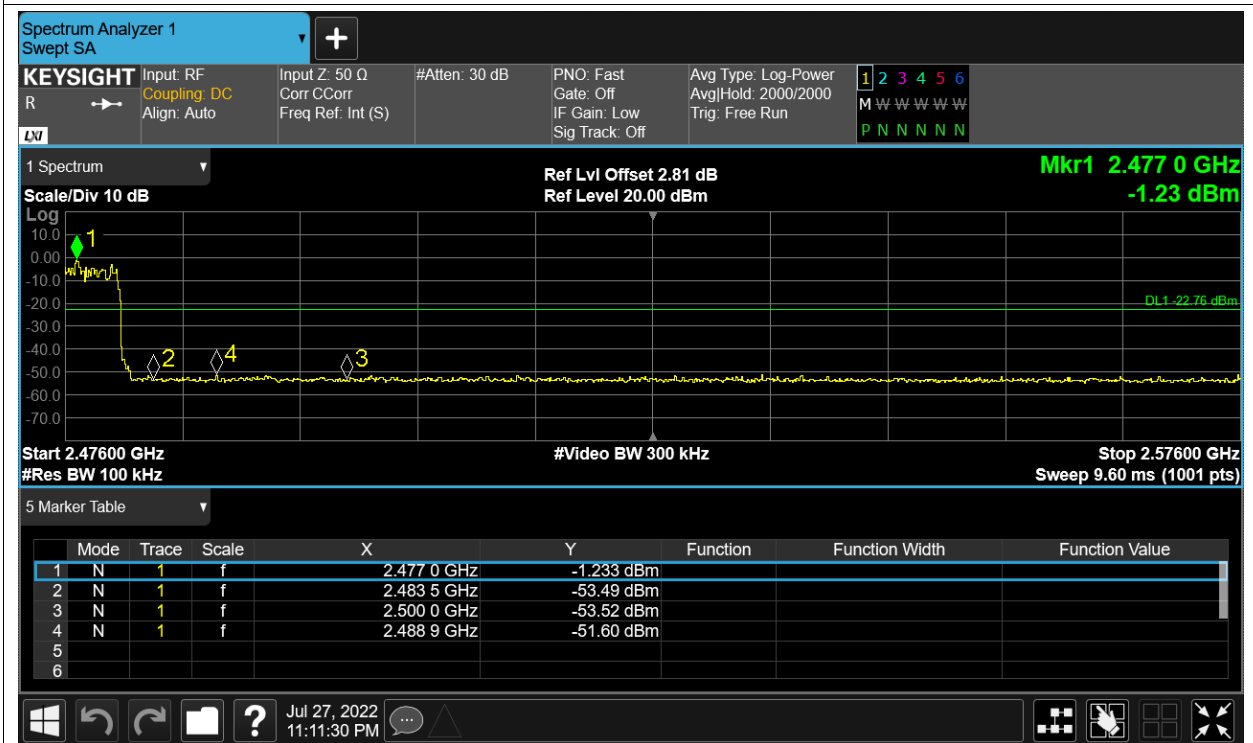 Spectrum Analyzer 1
Swept SA
KEYSIGHT
R
LXI
Input: RF
Coupling: DC
Align: Auto
Input Z: 50 Ω
Corr CCorr
Freq Ref: Int (S)
#Atten: 30 dB
PNO: Fast
Gate: Off
IF Gain: Low
Sig Track: Off
Avg Type: Log-Power
Avg|Hold: 2000/2000
Trig: Free Run
1 2 3 4 5 6
M W W W W W
P N N N N N
1 Spectrum
Scale/Div 10 dB
Ref Lvl Offset 2.81 dB
Ref Level 20.00 dBm
Mkr1 2.477 0 GHz
-1.23 dBm
Log
10.0
0.00
-10.0
-20.0
-30.0
-40.0
-50.0
-60.0
-70.0
1
2
4
3
DL1 -22.76 dBm
Start 2.47600 GHz
#Res BW 100 kHz
#Video BW 300 kHz
Stop 2.57600 GHz
Sweep 9.60 ms (1001 pts)
5 Marker Table
Mode Trace Scale X Y Function Function Width Function Value
1 N 1 f 2.477 0 GHz -1.233 dBm
2 N 1 f 2.483 5 GHz -53.49 dBm
3 N 1 f 2.500 0 GHz -53.52 dBm
4 N 1 f 2.488 9 GHz -51.60 dBm
5
6
?
Jul 27, 2022
11:11:30 PM